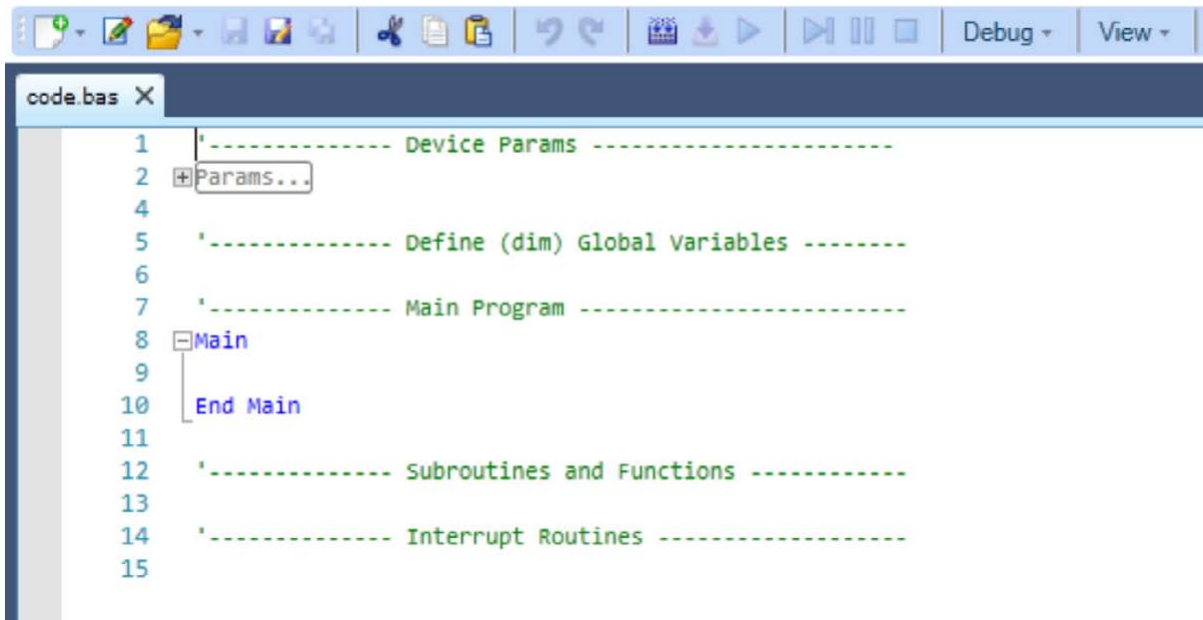 Debug View
code.bas X
1 '-------------- Device Params -----------------------
2 Params...
4
5 '-------------- Define (dim) Global Variables --------
6
7 '-------------- Main Program -------------------------
8 Main
9
10 End Main
11
12 '-------------- Subroutines and Functions ------------
13
14 '-------------- Interrupt Routines -------------------
15